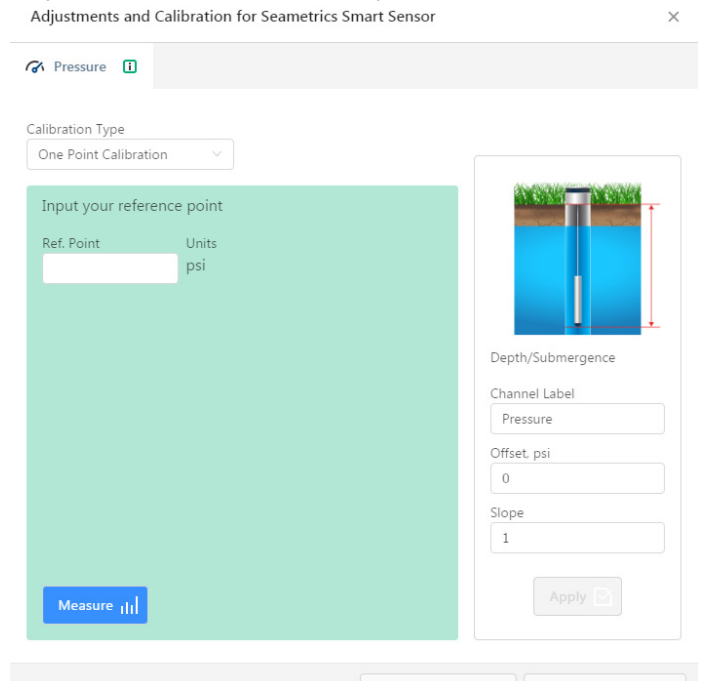 Adjustments and Calibration for Seametrics Smart Sensor
Pressure
Calibration Type
One Point Calibration
Input your reference point
Ref. Point Units
psi
Measure
Depth/Submergence
Channel Label
Pressure
Offset, psi
0
Slope
1
Apply